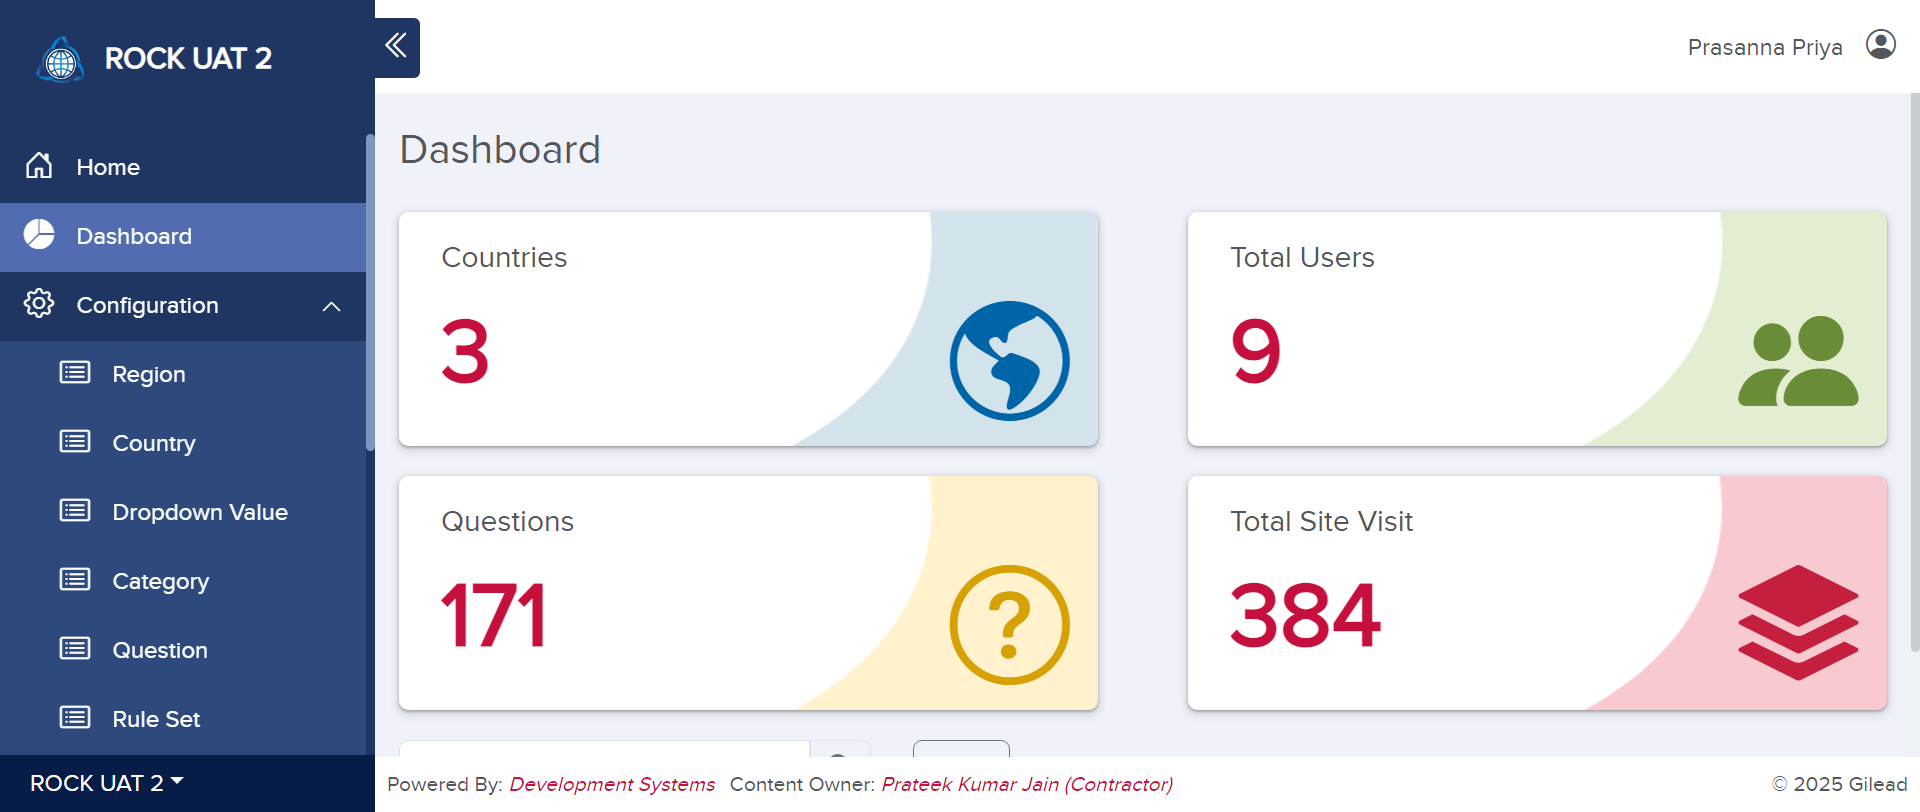 ROCK UAT 2
Prasanna Priya
Home
Dashboard
Configuration
Region
Country
Dropdown Value
Category
Question
Rule Set
ROCK UAT 2
Dashboard
Countries
3
Total Users
9
Questions
171
Total Site Visit
384
Powered By: Development Systems Content Owner: Prateek Kumar Jain (Contractor)
© 2025 Gilead